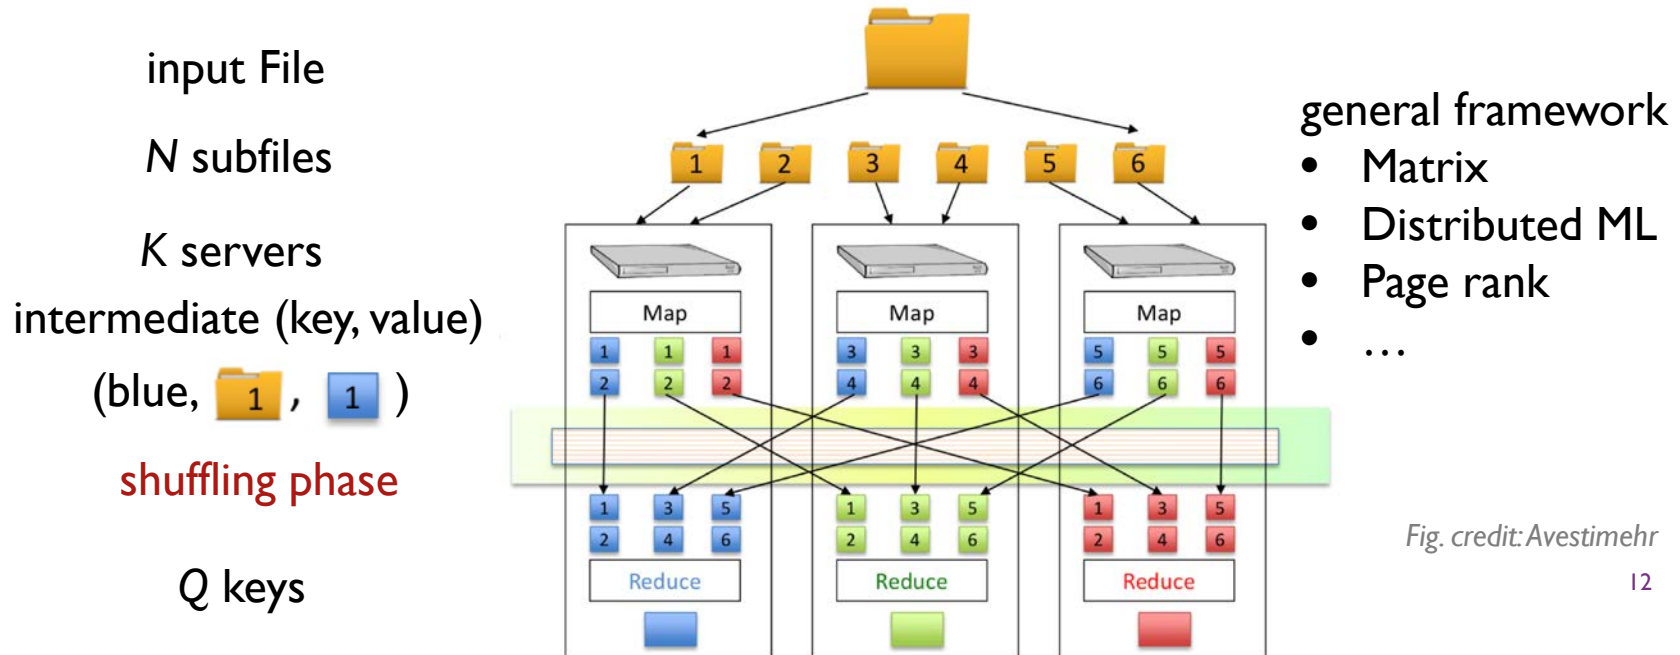 input File
N subfiles
K servers
intermediate (key, value)
(blue, 1 , 1 )
shuffling phase
Q keys
1 2 3 4 5 6
Map Map Map
1 1 1 3 3 3 5 5 5
2 2 2 4 4 4 6 6 6
1 3 5 1 3 5 1 3 5
2 4 6 2 4 6 2 4 6
Reduce Reduce Reduce
general framework
• Matrix
• Distributed ML
• Page rank
• …
Fig. credit: Avestimehr
12